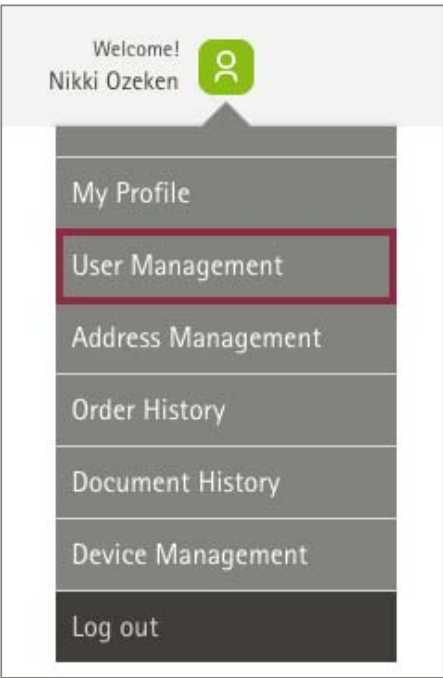 Welcome!
Nikki Ozeken
My Profile
User Management
Address Management
Order History
Document History
Device Management
Log out